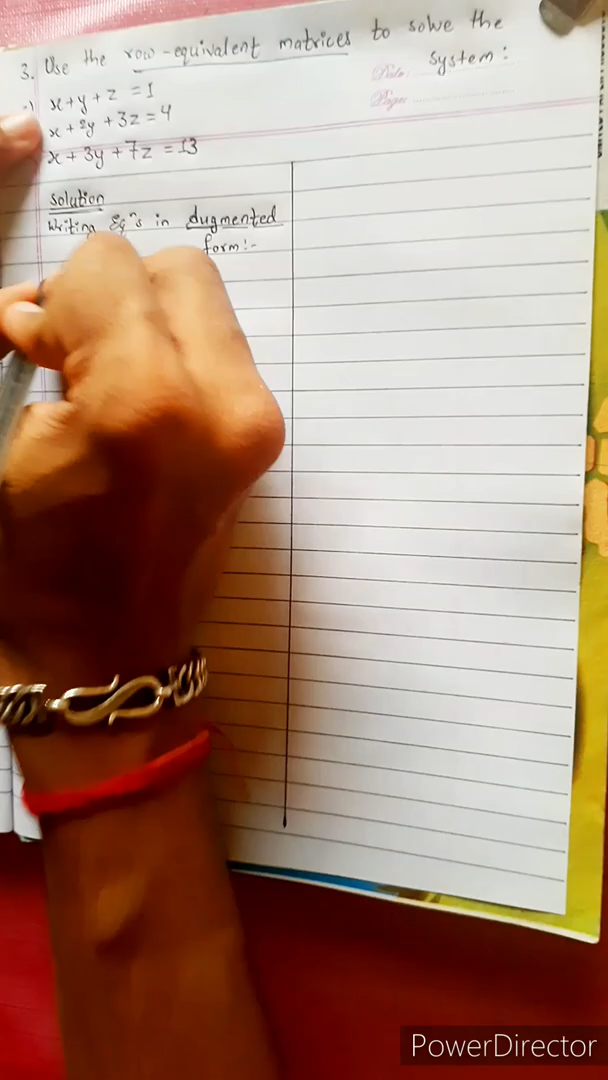 3. Use the row-equivalent matrices to solve the
system:
Date:
Page:
x+y+z =1
x+2y+3z=4
x+3y+7z =13
Solution
Writing Eqⁿs in augmented
form:-
PowerDirector